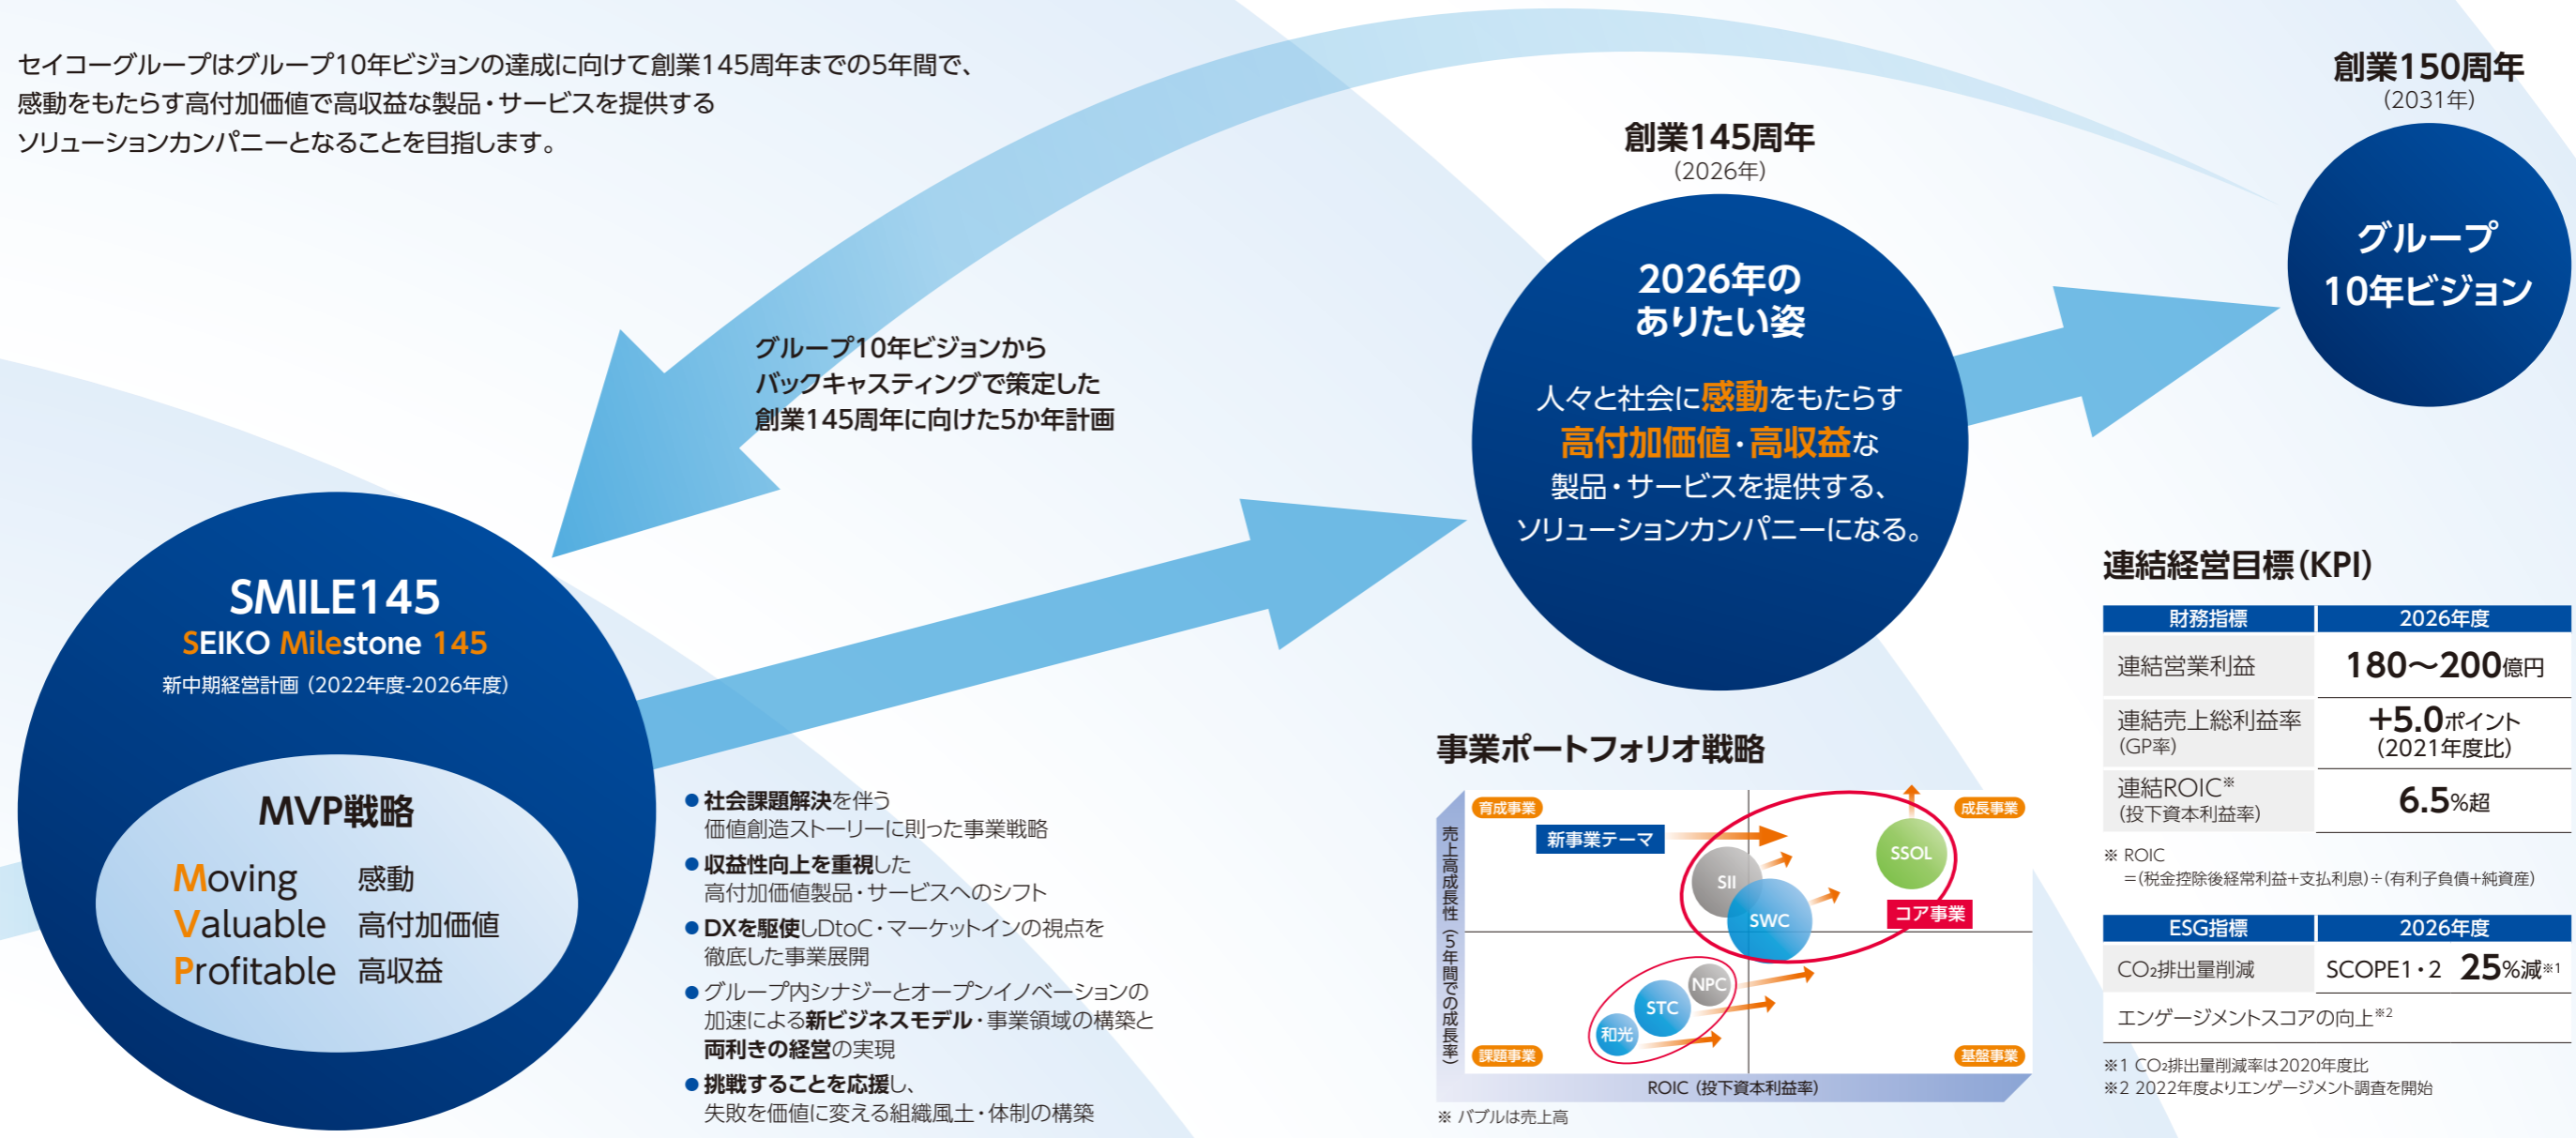 セイコーグループはグループ10年ビジョンの達成に向けて創業145周年までの5年間で、
感動をもたらす高付加価値で高収益な製品・サービスを提供する
ソリューションカンパニーとなることを目指します。
創業150周年
(2031年)
グループ
10年ビジョン
創業145周年
(2026年)
2026年の
ありたい姿
人々と社会に感動をもたらす
高付加価値・高収益な
製品・サービスを提供する、
ソリューションカンパニーになる。
グループ10年ビジョンから
バックキャスティングで策定した
創業145周年に向けた5か年計画
SMILE145
SEIKO Milestone 145
新中期経営計画（2022年度-2026年度）
MVP戦略
Moving 感動
Valuable 高付加価値
Profitable 高収益
●社会課題解決を伴う
価値創造ストーリーに則った事業戦略
●収益性向上を重視した
高付加価値製品・サービスへのシフト
●DXを駆使しDtoC・マーケットインの視点を
徹底した事業展開
●グループ内シナジーとオープンイノベーションの
加速による新ビジネスモデル・事業領域の構築と
両利きの経営の実現
●挑戦することを応援し、
失敗を価値に変える組織風土・体制の構築
事業ポートフォリオ戦略
売上高成長性（5年間での成長率）
育成事業
成長事業
新事業テーマ
SSOL
SII
SWC
コア事業
NPC
STC
和光
課題事業
基盤事業
ROIC（投下資本利益率）
※ バブルは売上高
連結経営目標（KPI）
財務指標 2026年度
連結営業利益 180～200億円
連結売上総利益率 +5.0ポイント
（GP率） （2021年度比）
連結ROIC※
（投下資本利益率） 6.5%超
※ ROIC
=(税金控除後経常利益+支払利息)÷(有利子負債+純資産)
ESG指標 2026年度
CO₂排出量削減 SCOPE1・2 25%減※1
エンゲージメントスコアの向上※2
※1 CO₂排出量削減率は2020年度比
※2 2022年度よりエンゲージメント調査を開始